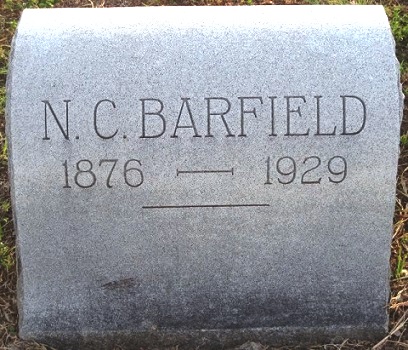 N. C. BARFIELD
1876 — 1929